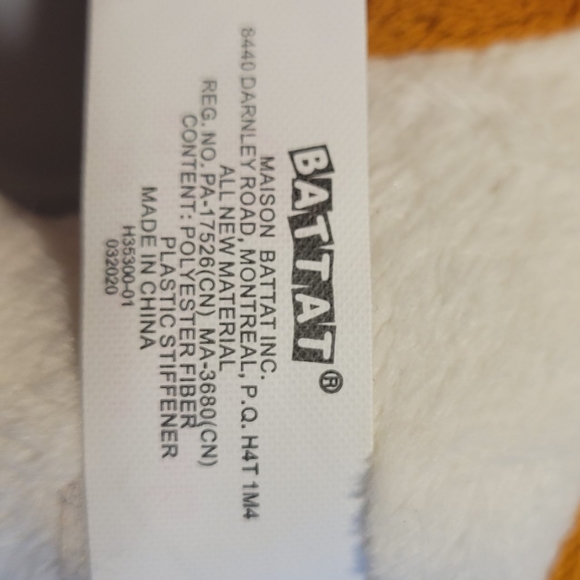 BATTAT®
MAISON BATTAT INC.
8440 DARNLEY ROAD, MONTREAL, P.Q. H4T 1M4
ALL NEW MATERIAL
REG. NO. PA-17526(CN) MA-3680(CN)
CONTENT: POLYESTER FIBER
PLASTIC STIFFENER
MADE IN CHINA
H35300-01
032020